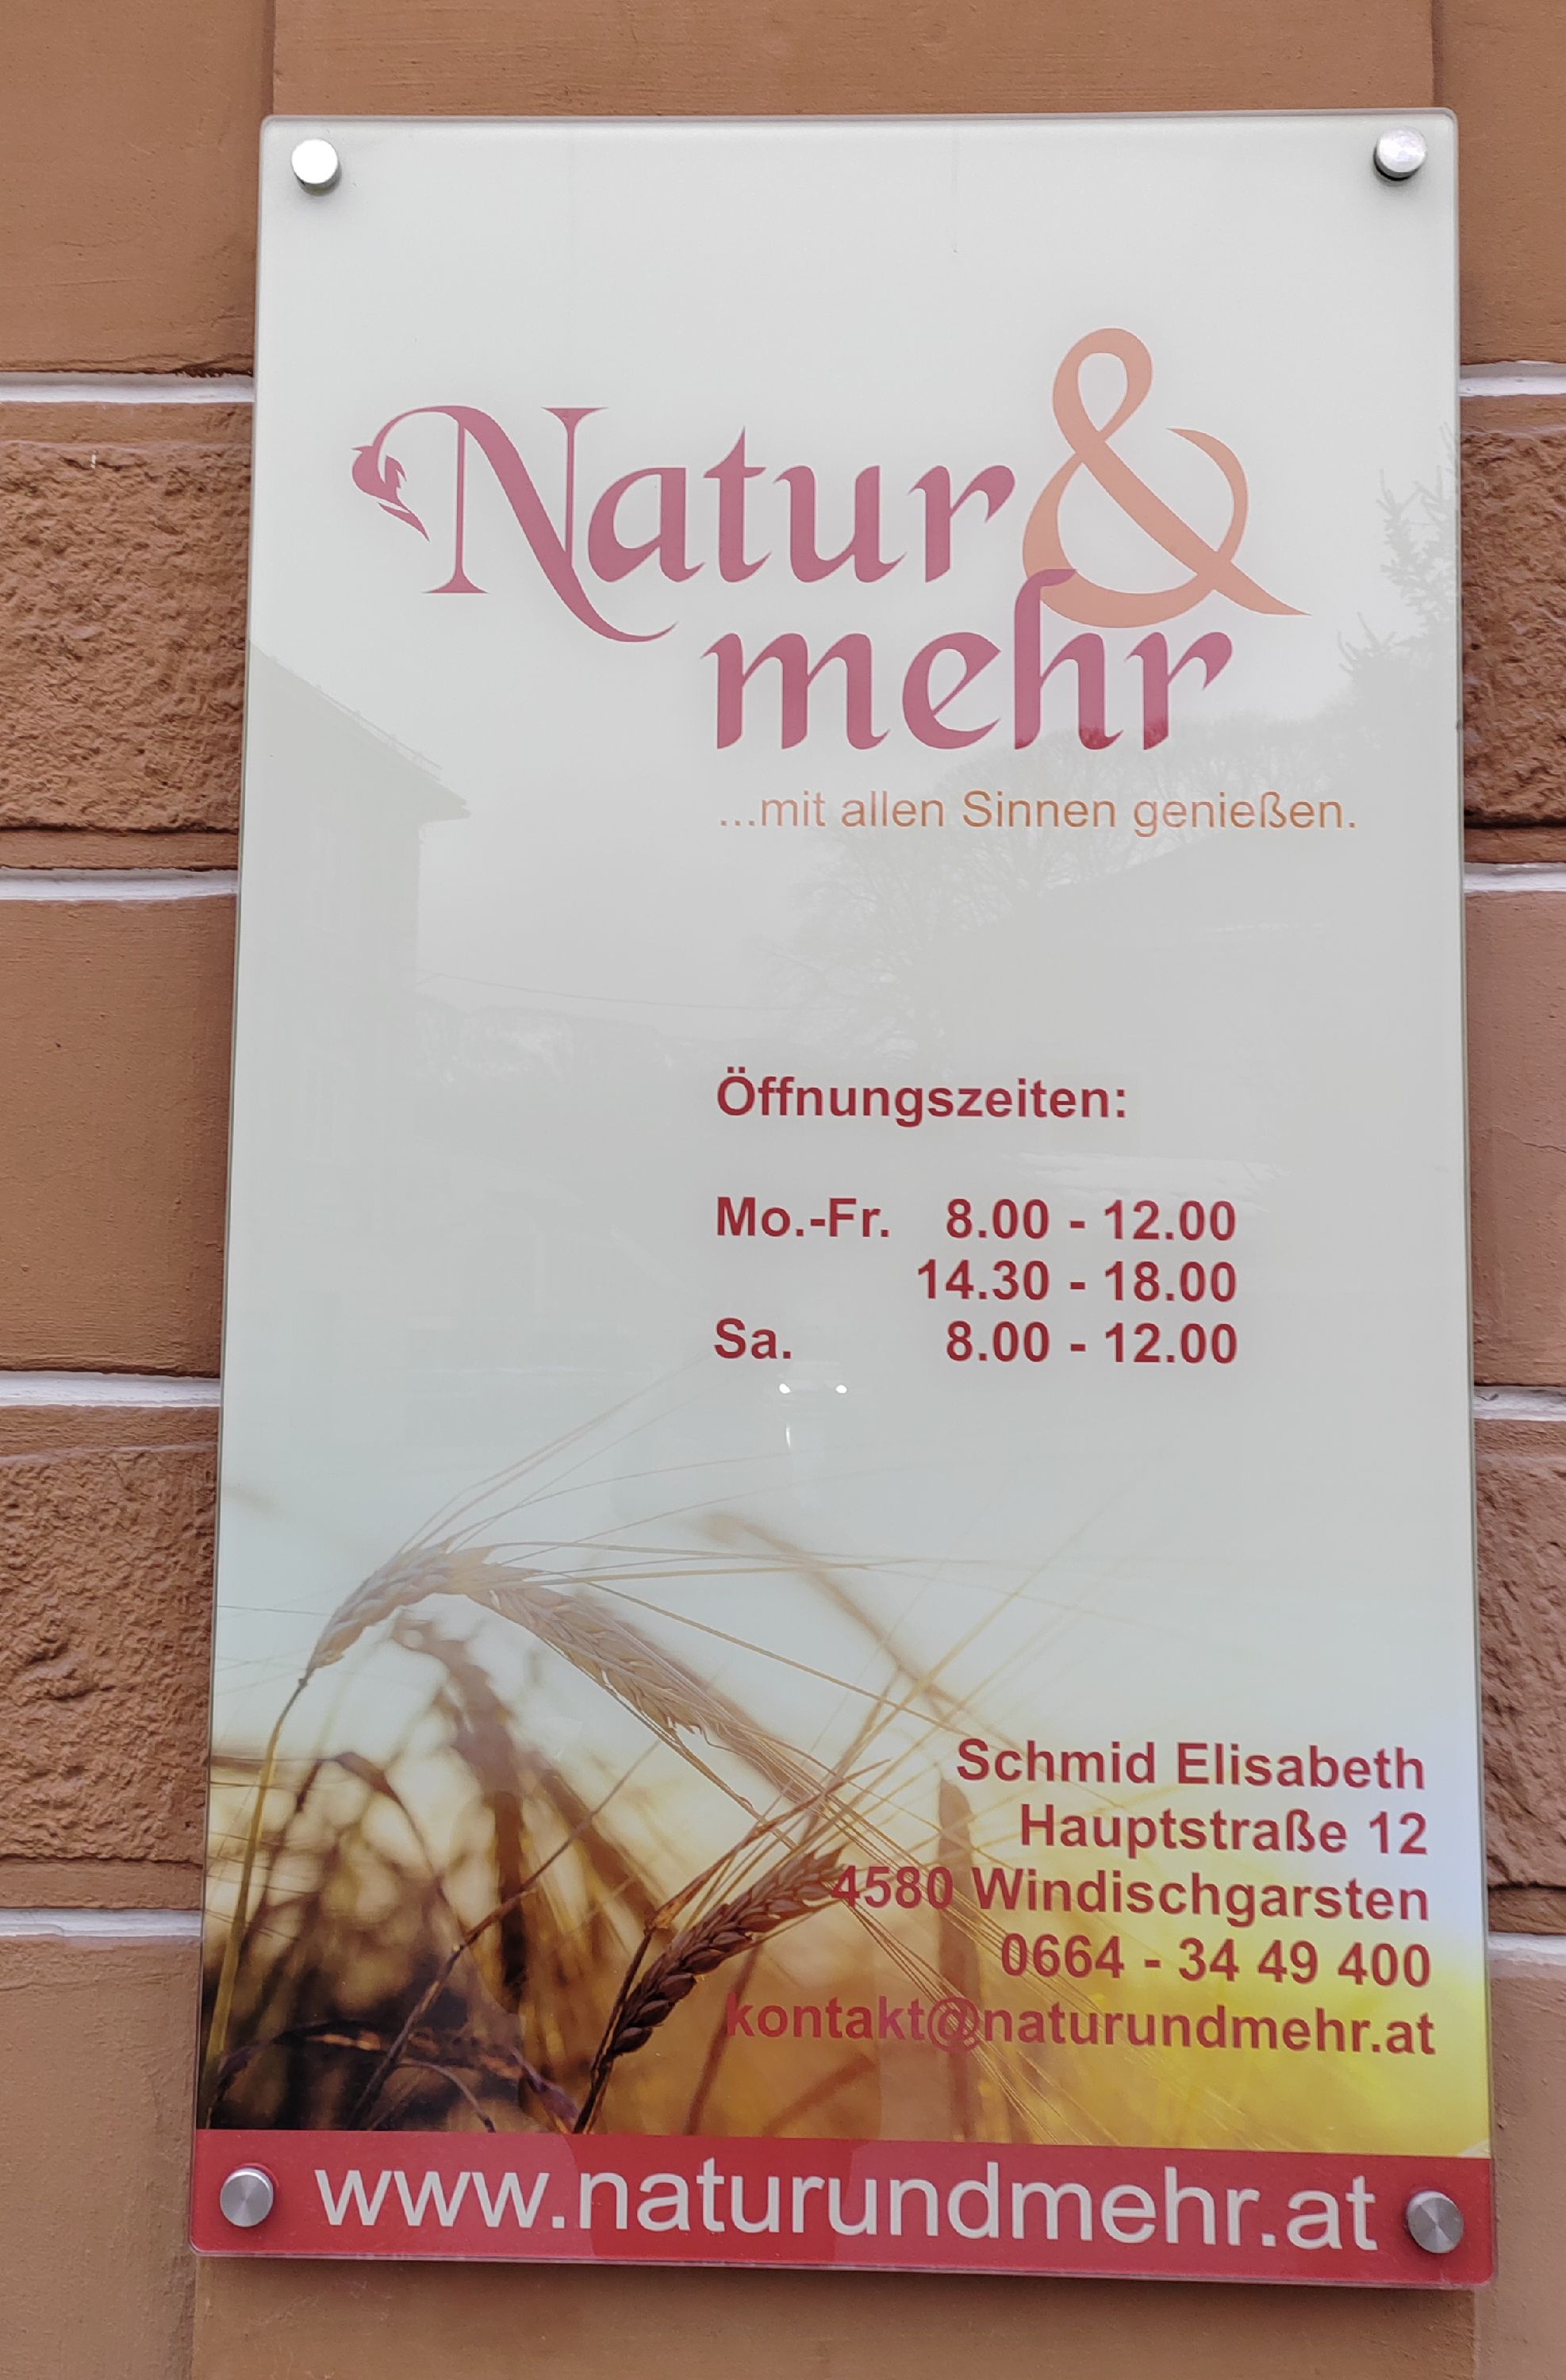 Natur &
mehr
...mit allen Sinnen genießen.
Öffnungszeiten:
Mo.-Fr. 8.00 - 12.00
14.30 - 18.00
Sa. 8.00 - 12.00
Schmid Elisabeth
Hauptstraße 12
4580 Windischgarsten
0664 - 34 49 400
kontakt@naturundmehr.at
www.naturundmehr.at